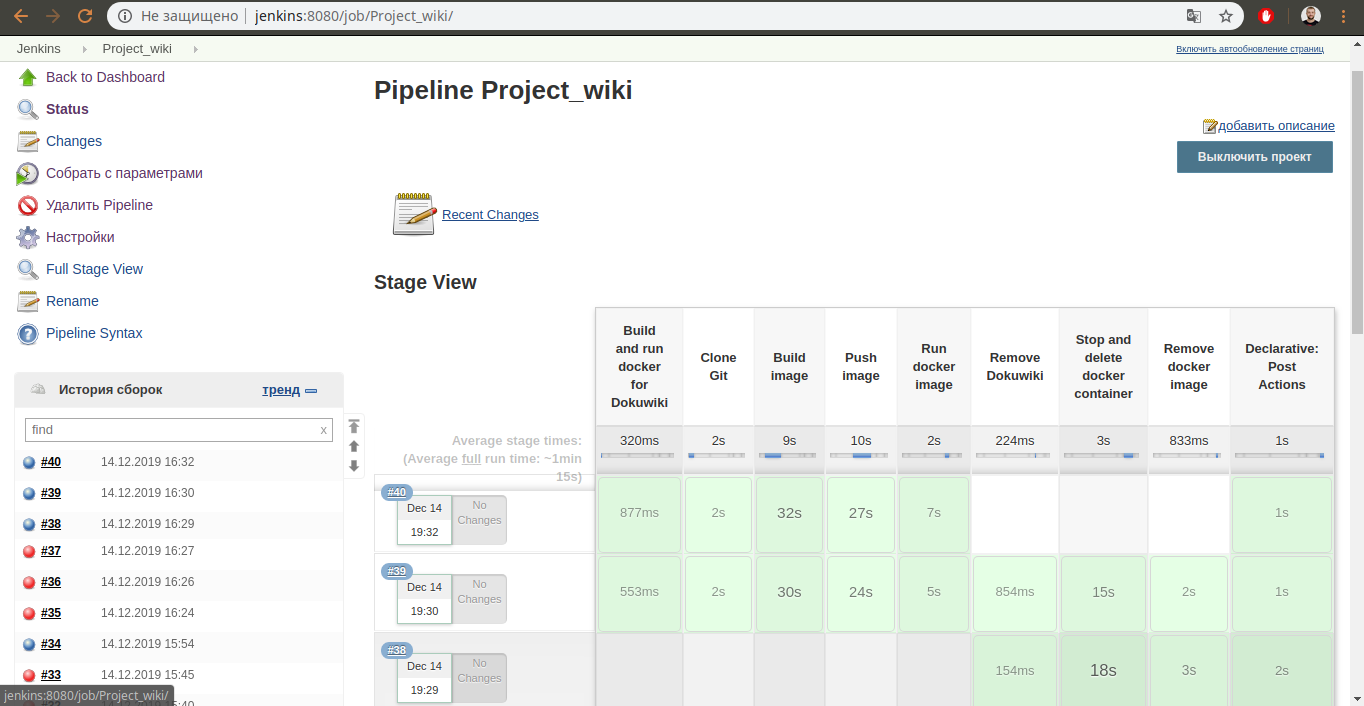 Не защищено jenkins:8080/job/Project_wiki/
Jenkins Project_wiki Включить автообновление страниц
Back to Dashboard
Status
Changes
Собрать с параметрами
Удалить Pipeline
Настройки
Full Stage View
Rename
Pipeline Syntax
История сборок тренд
find x
#40 14.12.2019 16:32
#39 14.12.2019 16:30
#38 14.12.2019 16:29
#37 14.12.2019 16:27
#36 14.12.2019 16:26
#35 14.12.2019 16:24
#34 14.12.2019 15:54
#33 14.12.2019 15:45
jenkins:8080/job/Project_wiki/
Pipeline Project_wiki
добавить описание
Выключить проект
Recent Changes
Stage View
Build
and run
docker
for
Dokuwiki
Clone
Git
Build
image
Push
image
Run
docker
image
Remove
Dokuwiki
Stop and
delete
docker
container
Remove
docker
image
Declarative:
Post
Actions
Average stage times:
(Average full run time: ~1min
15s)
320ms 2s 9s 10s 2s 224ms 3s 833ms 1s
#40
Dec 14
19:32
No
Changes
877ms 2s 32s 27s 7s 1s
#39
Dec 14
19:30
No
Changes
553ms 2s 30s 24s 5s 854ms 15s 2s 1s
#38
Dec 14
19:29
No
Changes
154ms 18s 3s 2s